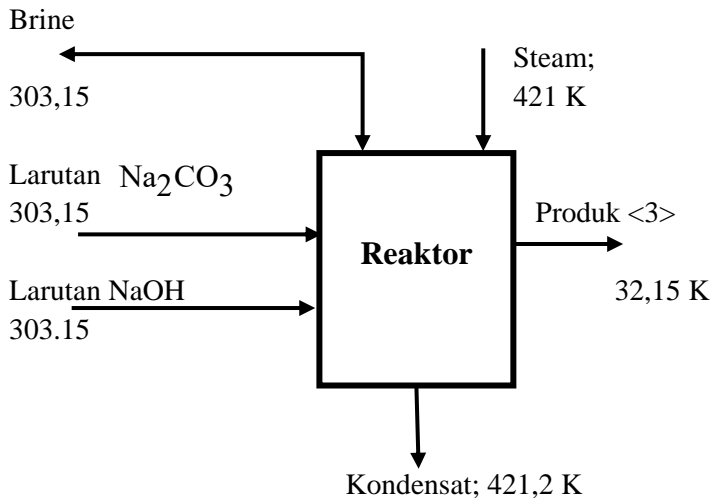 Brine
303,15
Steam;
421 K
Larutan Na₂CO₃
303,15
Larutan NaOH
303.15
Reaktor
Produk <3>
32,15 K
Kondensat; 421,2 K